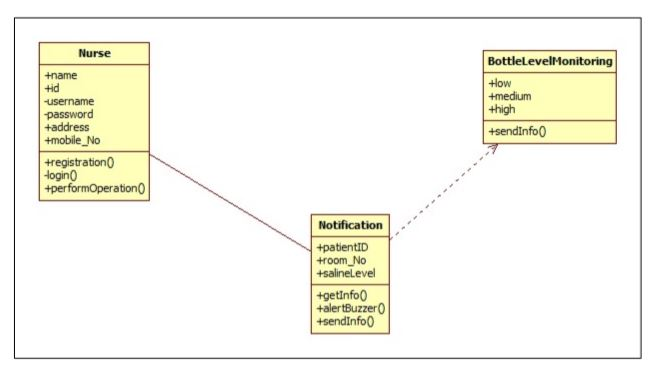 Nurse
+name
+id
-username
-password
+address
+mobile_No
+registration()
-login()
+performOperation()
BottleLevelMonitoring
+low
+medium
+high
+sendInfo()
Notification
+patientID
+room_No
+salineLevel
+getInfo()
+alertBuzzer()
+sendInfo()